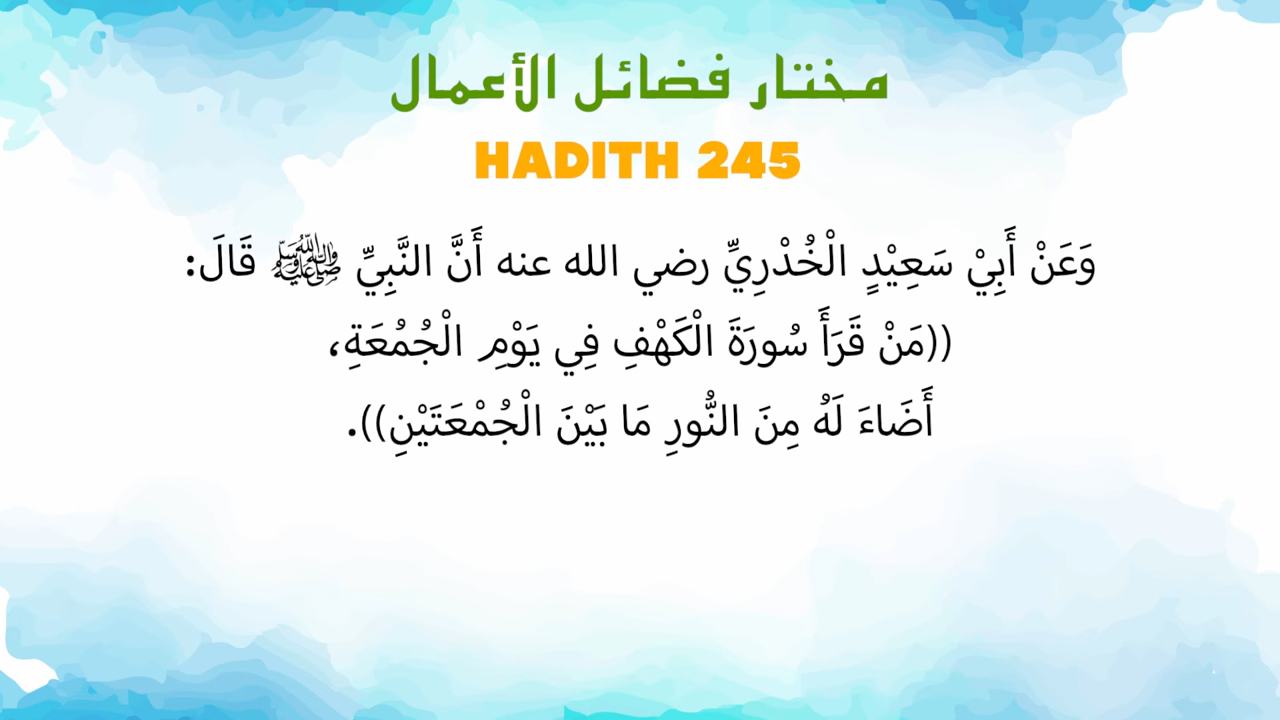 مختار فضائل الأعمال
HADITH 245
وَعَنْ أَبِيْ سَعِيْدٍ الْخُدْرِيِّ رضي الله عنه أَنَّ النَّبِيِّ ﷺ قَالَ:
((مَنْ قَرَأَ سُورَةَ الْكَهْفِ فِي يَوْمِ الْجُمُعَةِ،
أَضَاءَ لَهُ مِنَ النُّورِ مَا بَيْنَ الْجُمْعَتَيْنِ)).